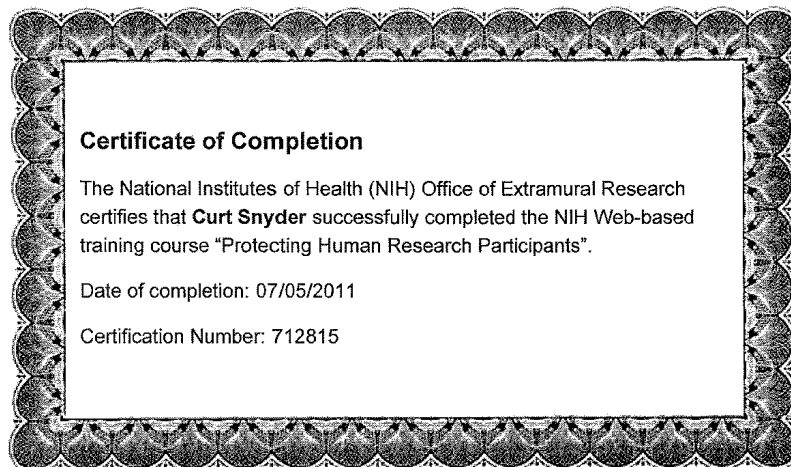 Certificate of Completion
The National Institutes of Health (NIH) Office of Extramural Research
certifies that Curt Snyder successfully completed the NIH Web-based
training course “Protecting Human Research Participants”.
Date of completion: 07/05/2011
Certification Number: 712815